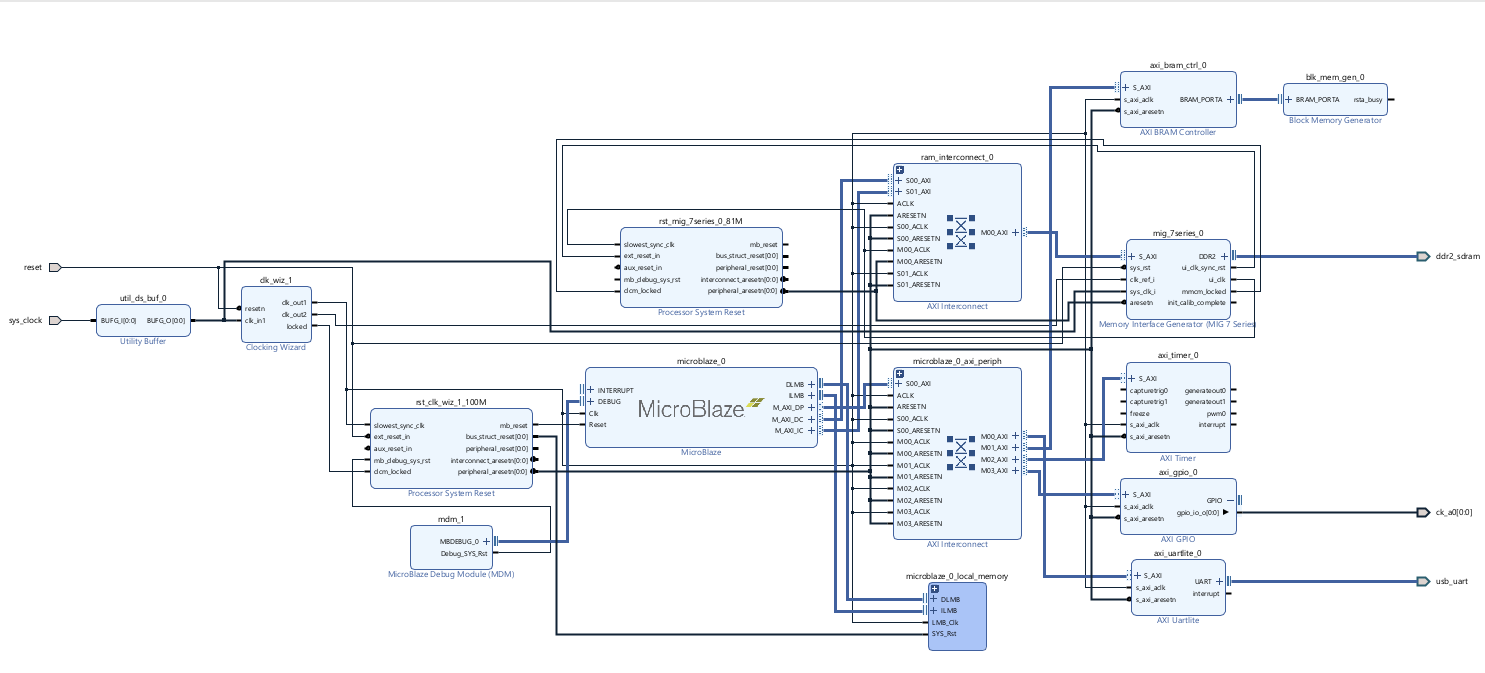 reset
sys_clock
util_ds_buf_0
BUFG_I[0:0]
BUFG_O[0:0]
Utility Buffer
clk_wiz_1
resetn
clk_in1
clk_out1
clk_out2
locked
Clocking Wizard
rst_clk_wiz_1_100M
slowest_sync_clk
ext_reset_in
aux_reset_in
mb_debug_sys_rst
dcm_locked
mb_reset
bus_struct_reset[0:0]
peripheral_reset[0:0]
interconnect_aresetn[0:0]
peripheral_aresetn[0:0]
Processor System Reset
mdm_1
MBDEBUG_0
Debug_SYS_Rst
MicroBlaze Debug Module (MDM)
rst_mig_7series_0_81M
slowest_sync_clk
ext_reset_in
aux_reset_in
mb_debug_sys_rst
dcm_locked
mb_reset
bus_struct_reset[0:0]
peripheral_reset[0:0]
interconnect_aresetn[0:0]
peripheral_aresetn[0:0]
Processor System Reset
microblaze_0
INTERRUPT
DEBUG
Clk
Reset
MicroBlaze
DLMB
ILMB
M_AXI_DP
M_AXI_DC
M_AXI_IC
MicroBlaze
ram_interconnect_0
S00_AXI
S01_AXI
ACLK
ARESETN
S00_ACLK
S00_ARESETN
M00_ACLK
M00_ARESETN
S01_ACLK
S01_ARESETN
M00_AXI
AXI Interconnect
microblaze_0_axi_periph
S00_AXI
ACLK
ARESETN
S00_ACLK
S00_ARESETN
M00_ACLK
M00_ARESETN
M01_ACLK
M01_ARESETN
M02_ACLK
M02_ARESETN
M03_ACLK
M03_ARESETN
M00_AXI
M01_AXI
M02_AXI
M03_AXI
AXI Interconnect
microblaze_0_local_memory
DLMB
ILMB
LMB_Clk
SYS_Rst
axi_bram_ctrl_0
S_AXI
s_axi_aclk
s_axi_aresetn
BRAM_PORTA
AXI BRAM Controller
blk_mem_gen_0
BRAM_PORTA
rsta_busy
Block Memory Generator
mig_7series_0
S_AXI
sys_rst
clk_ref_i
sys_clk_i
aresetn
DDR2
ui_clk_sync_rst
ui_clk
mmcm_locked
init_calib_complete
Memory Interface Generator (MIG 7 Series
axi_timer_0
S_AXI
capturetrig0
capturetrig1
freeze
s_axi_aclk
s_axi_aresetn
generateout0
generateout1
pwm0
interrupt
AXI Timer
axi_gpio_0
S_AXI
s_axi_aclk
s_axi_aresetn
GPIO
gpio_io_o[0:0]
AXI GPIO
axi_uartlite_0
S_AXI
s_axi_aclk
s_axi_aresetn
UART
interrupt
AXI Uartlite
ddr2_sdram
ck_a0[0:0]
usb_uart